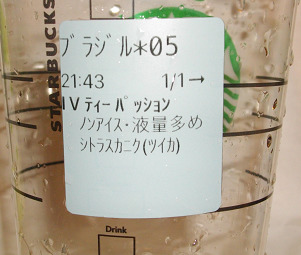 STARBUCKS
ブラジル*05
21:43 1/1→
IVティーパッション
ノンアイス・液量多め
シトラスカニク(ツイカ)
Drink